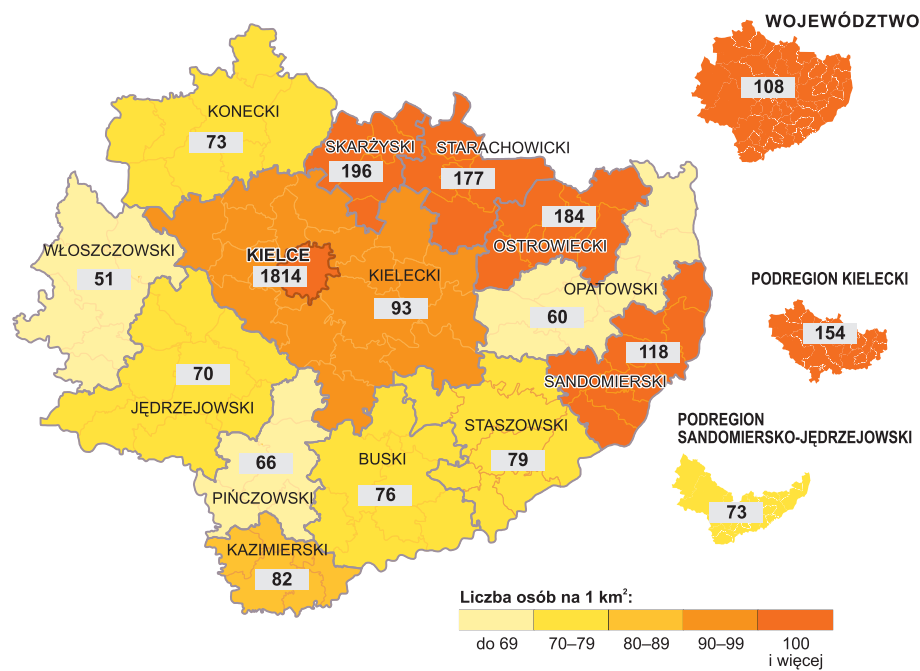 WOJEWÓDZTWO
108
KONECKI
73
SKARŻYSKI
196
STARACHOWICKI
177
184
OSTROWIECKI
WŁOSZCZOWSKI
51
KIELCE
1814
KIELECKI
93
OPATOWSKI
60
PODREGION KIELECKI
154
118
SANDOMIERSKI
70
JĘDRZEJOWSKI
STASZOWSKI
79
PODREGION
SANDOMIERSKO-JĘDRZEJOWSKI
73
66
PIŃCZOWSKI
BUSKI
76
KAZIMIERSKI
82
Liczba osób na 1 km²:
do 69
70–79
80–89
90–99
100
i więcej